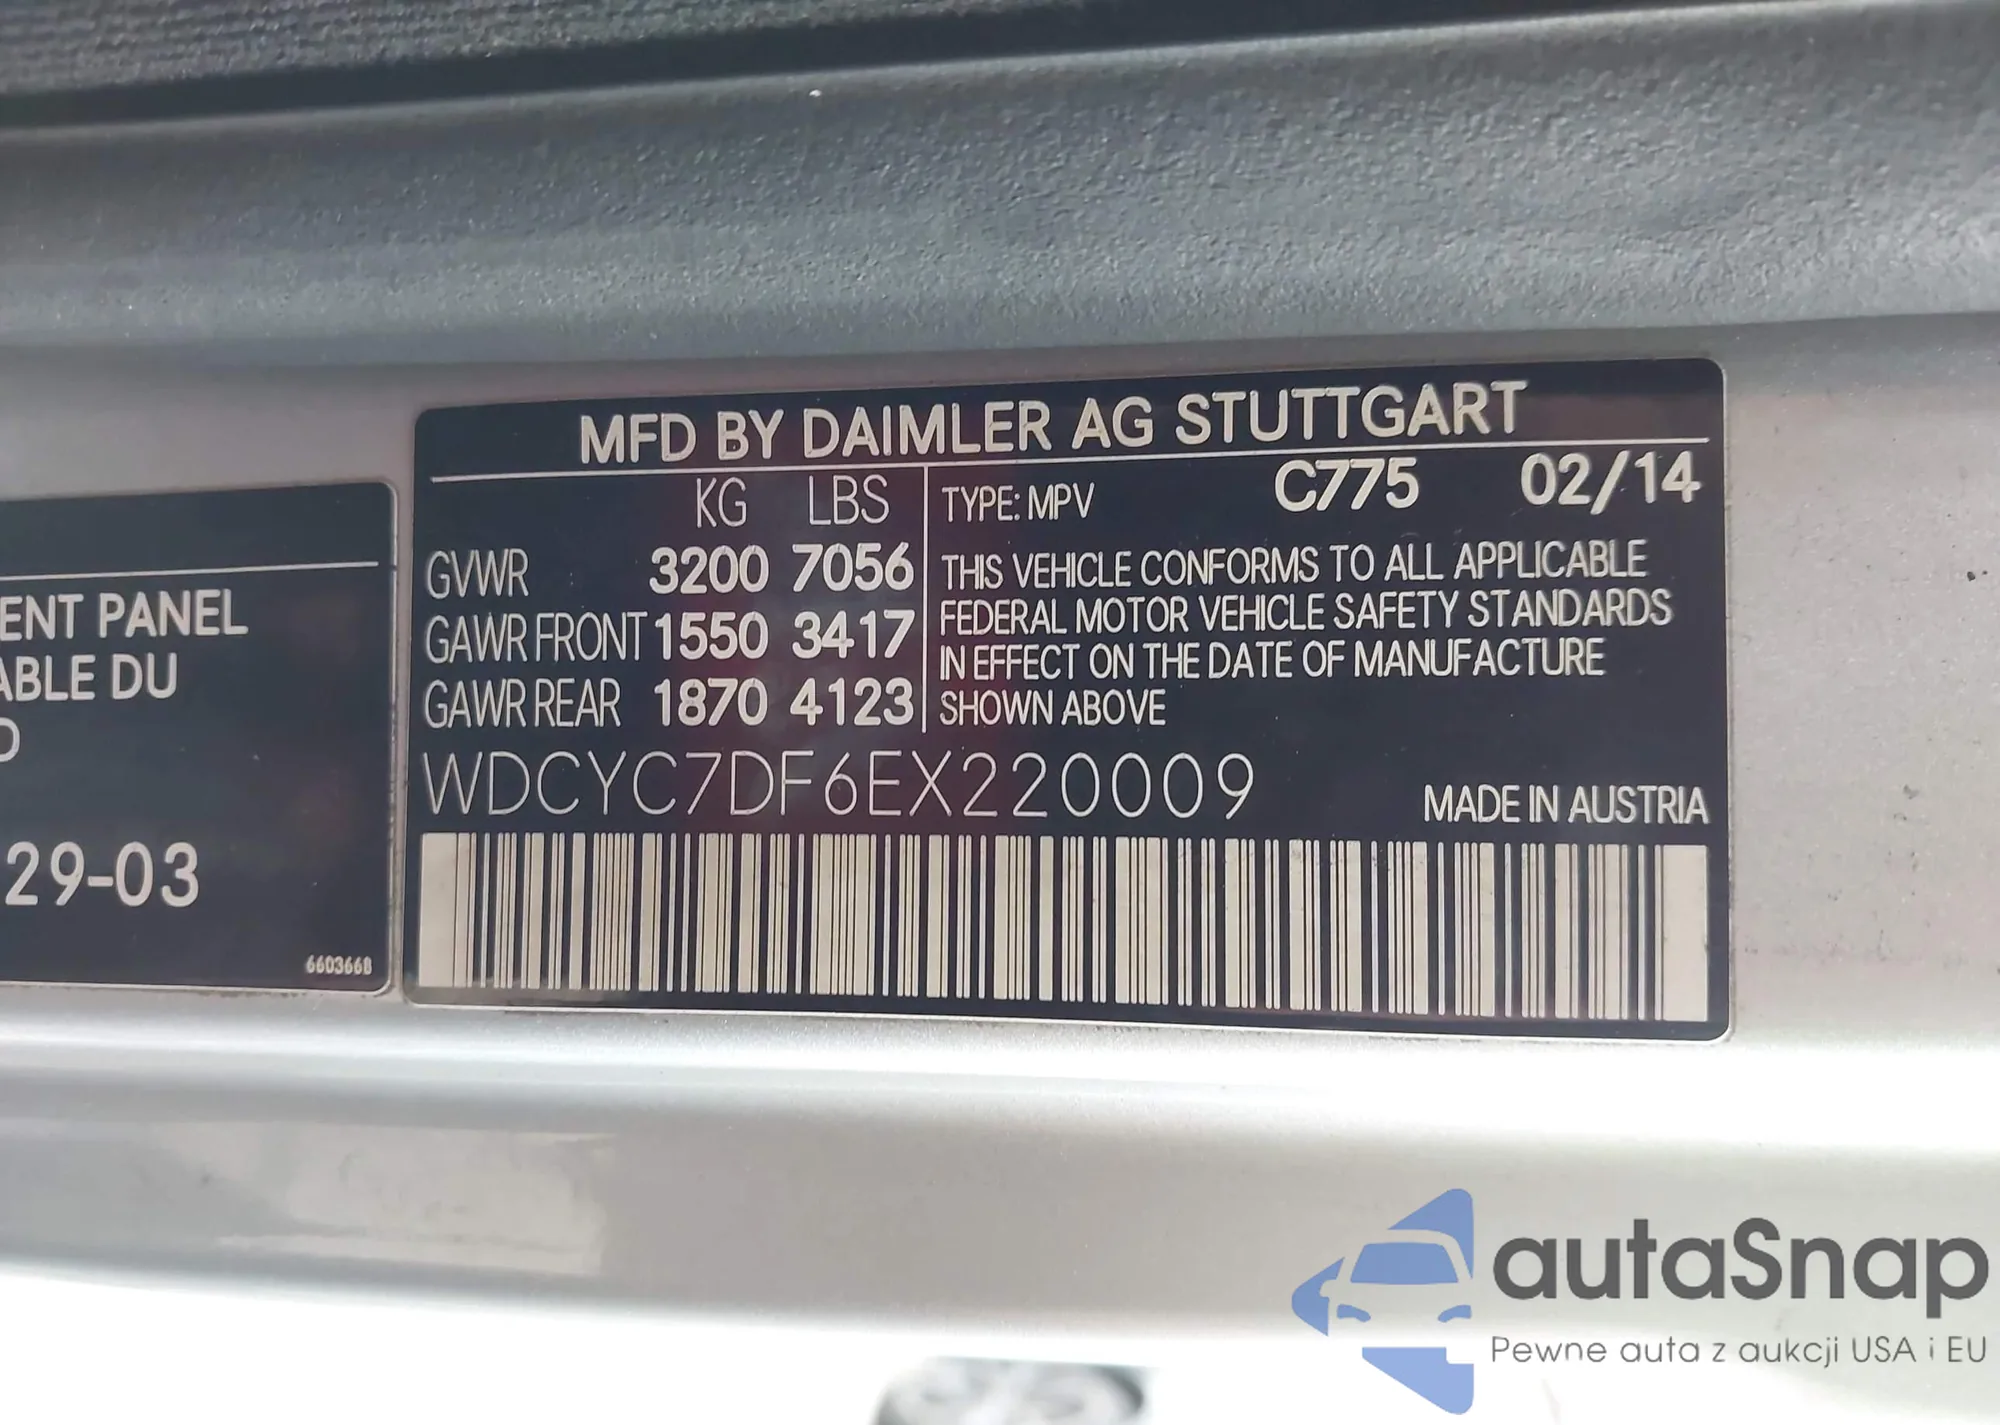 ENT PANEL
ABLE DU
D
29-03
6603668
MFD BY DAIMLER AG STUTTGART
KG LBS
GVWR 3200 7056
GAWR FRONT 1550 3417
GAWR REAR 1870 4123
TYPE: MPV C775 02/14
THIS VEHICLE CONFORMS TO ALL APPLICABLE
FEDERAL MOTOR VEHICLE SAFETY STANDARDS
IN EFFECT ON THE DATE OF MANUFACTURE
SHOWN ABOVE
WDCYC7DF6EX220009
MADE IN AUSTRIA
autaSnap
Pewne auta z aukcji USA i EU